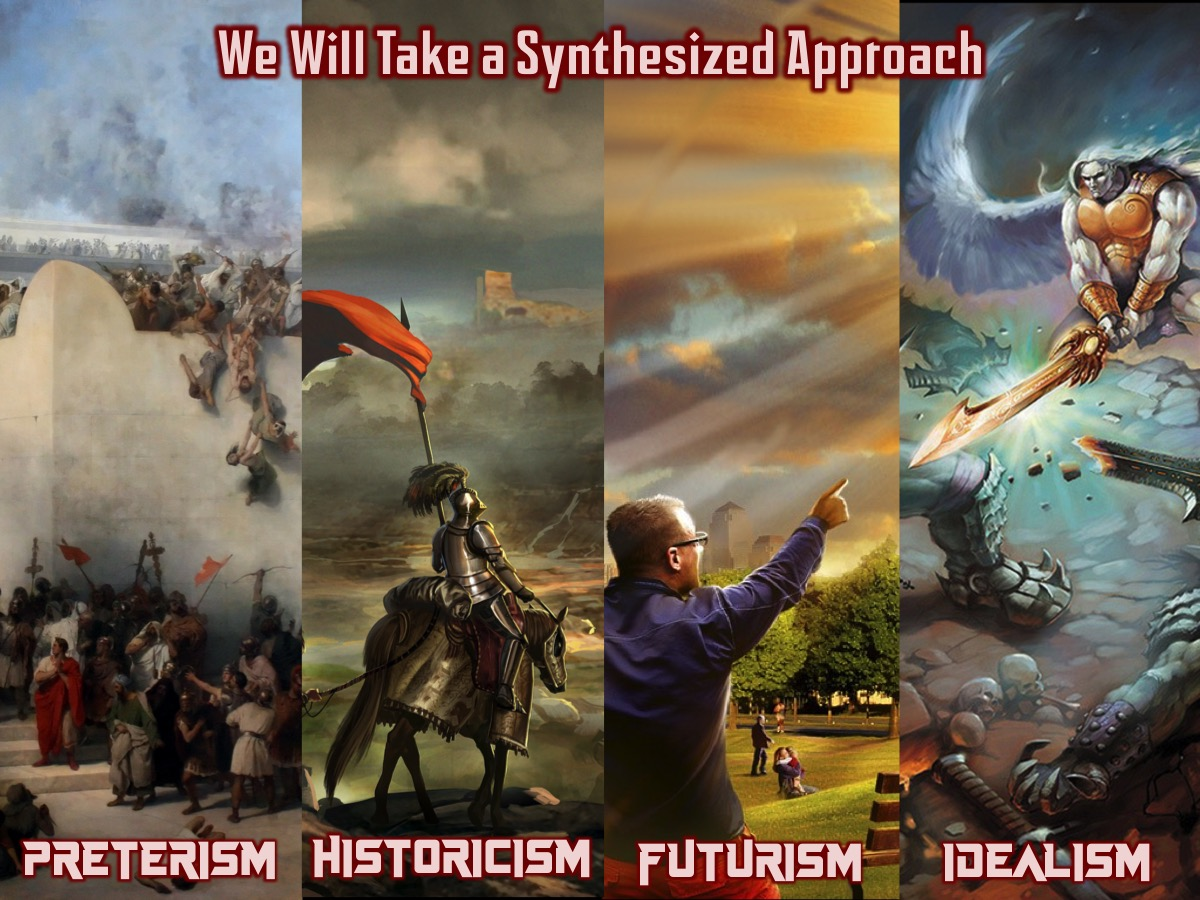 We Will Take a Synthesized Approach
PRETERISM
HISTORICISM
FUTURISM
IDEALISM